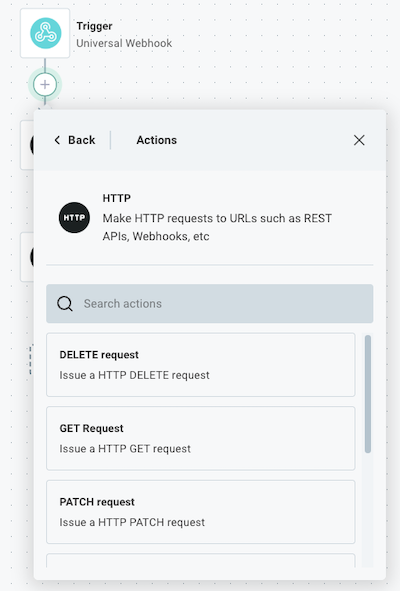 Trigger
Universal Webhook
Back
Actions
HTTP
HTTP
Make HTTP requests to URLs such as REST
APIs, Webhooks, etc
Search actions
DELETE request
Issue a HTTP DELETE request
GET Request
Issue a HTTP GET request
PATCH request
Issue a HTTP PATCH request